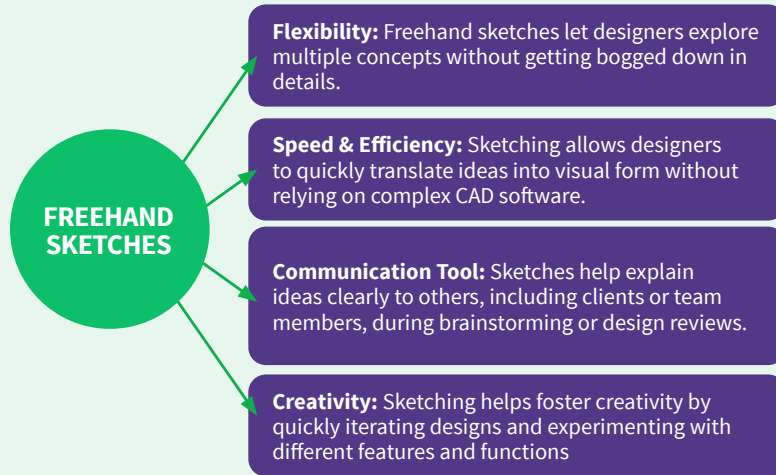 Flexibility: Freehand sketches let designers explore
multiple concepts without getting bogged down in
details.
Speed & Efficiency: Sketching allows designers
to quickly translate ideas into visual form without
relying on complex CAD software.
FREEHAND
SKETCHES
Communication Tool: Sketches help explain
ideas clearly to others, including clients or team
members, during brainstorming or design reviews.
Creativity: Sketching helps foster creativity by
quickly iterating designs and experimenting with
different features and functions